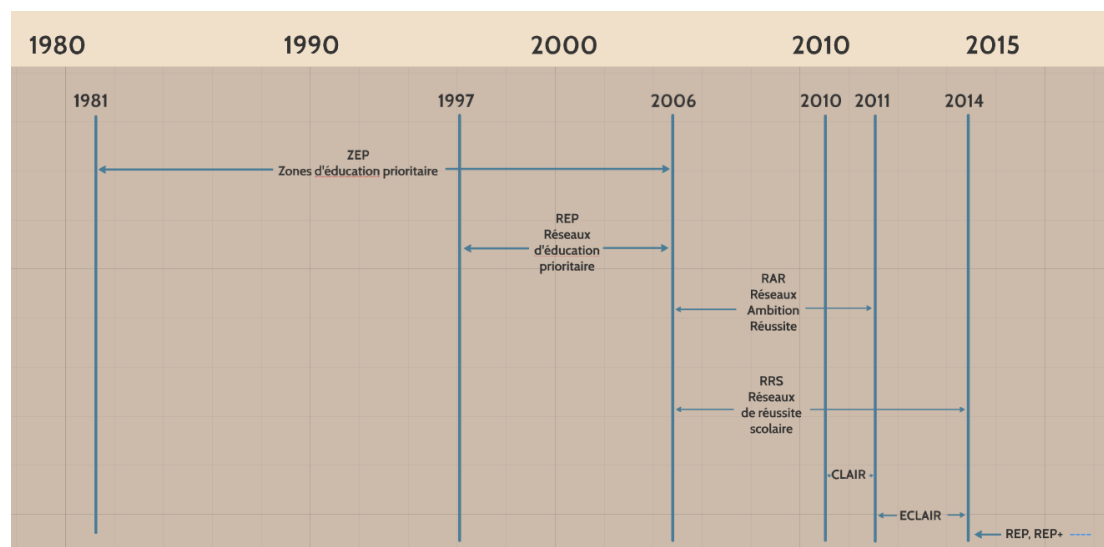 1980 1990 2000 2010 2015
1981 1997 2006 2010 2011 2014
ZEP
Zones d'éducation prioritaire
REP
Réseaux
d'éducation
prioritaire
RAR
Réseaux
Ambition
Réussite
RRS
Réseaux
de réussite
scolaire
CLAIR
ECLAIR
REP, REP+